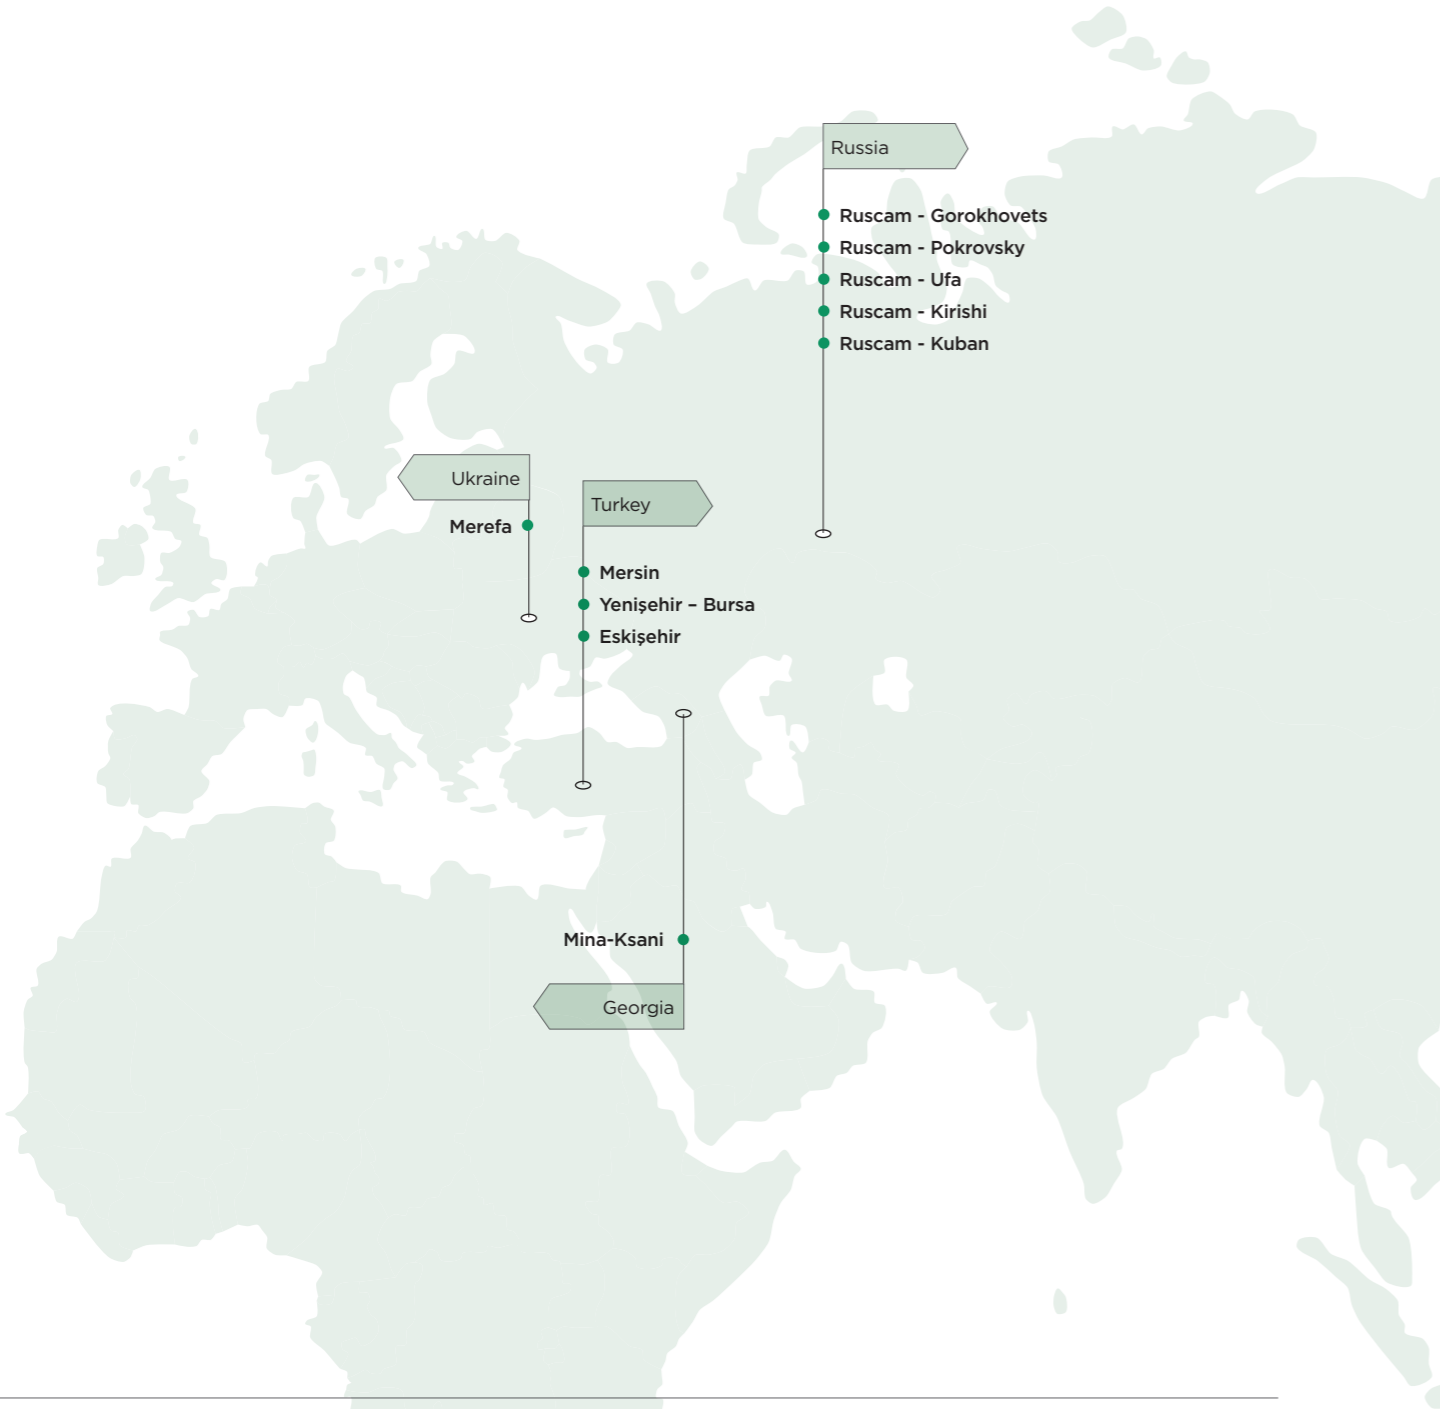 Russia
Ruscam - Gorokhovets
Ruscam - Pokrovsky
Ruscam - Ufa
Ruscam - Kirishi
Ruscam - Kuban
Ukraine
Merefa
Turkey
Mersin
Yenişehir – Bursa
Eskişehir
Mina-Ksani
Georgia